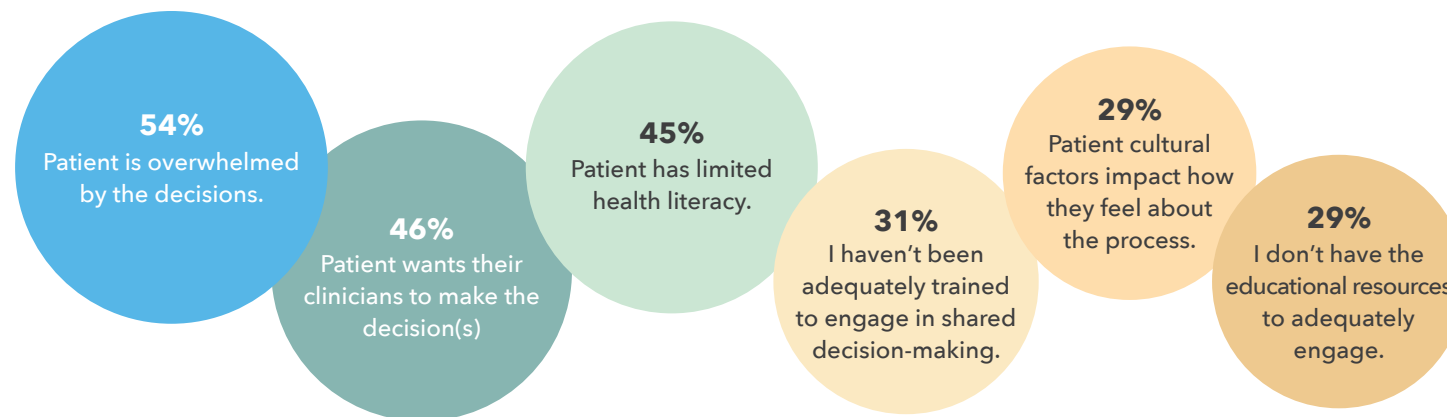 54%
Patient is overwhelmed
by the decisions.
46%
Patient wants their
clinicians to make the
decision(s)
45%
Patient has limited
health literacy.
31%
I haven’t been
adequately trained
to engage in shared
decision-making.
29%
Patient cultural
factors impact how
they feel about
the process.
29%
I don’t have the
educational resources
to adequately
engage.